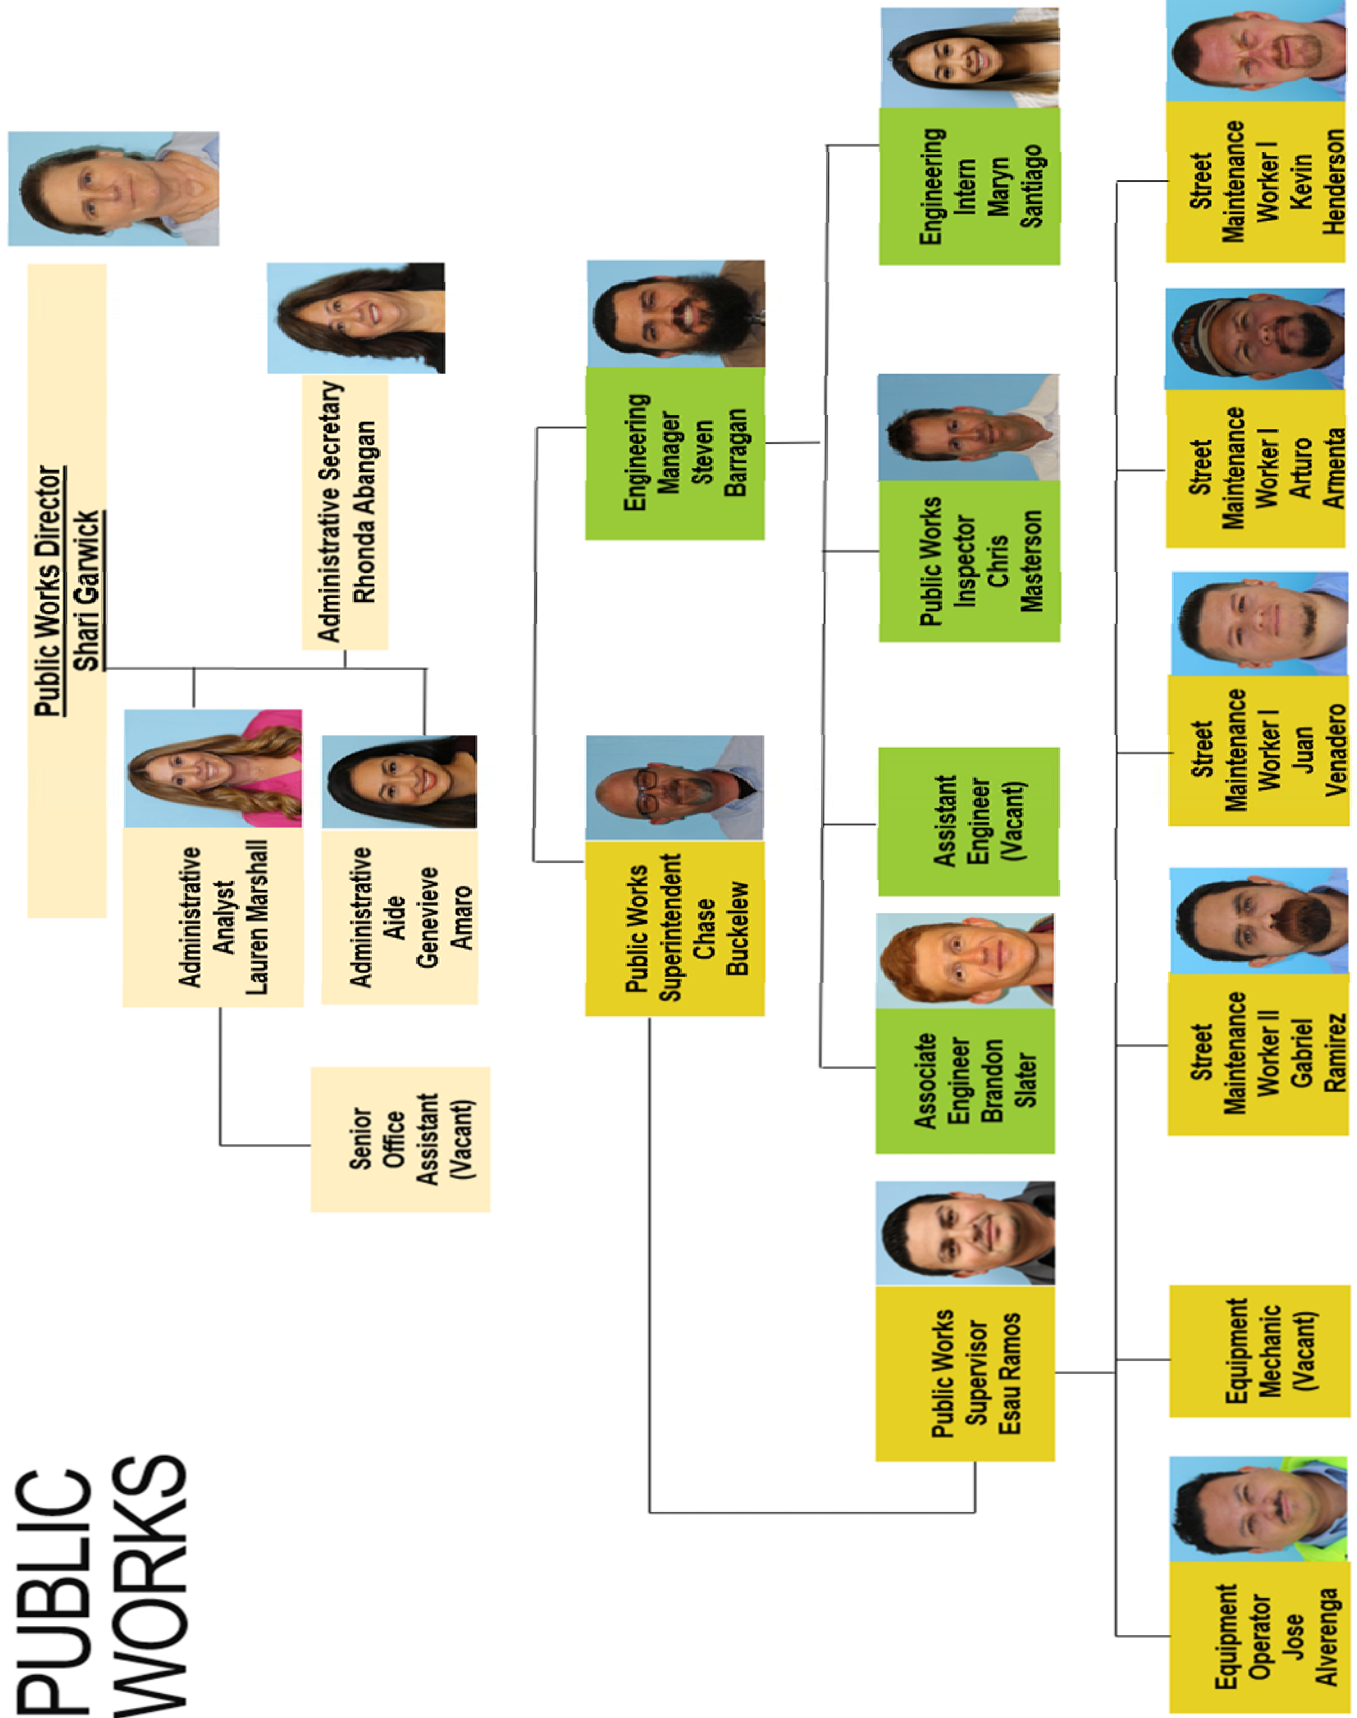 PUBLIC
WORKS
Public Works Director
Shari Garwick
Administrative
Analyst
Lauren Marshall
Administrative Secretary
Rhonda Abangan
Administrative
Aide
Genevieve
Amaro
Senior
Office
Assistant
(Vacant)
Public Works
Superintendent
Chase
Buckelew
Engineering
Manager
Steven
Barragan
Public Works
Supervisor
Esau Ramos
Associate
Engineer
Brandon
Slater
Assistant
Engineer
(Vacant)
Public Works
Inspector
Chris
Masterson
Engineering
Intern
Maryn
Santiago
Equipment
Operator
Jose
Alverenga
Equipment
Mechanic
(Vacant)
Street
Maintenance
Worker II
Gabriel
Ramirez
Street
Maintenance
Worker I
Juan
Venadero
Street
Maintenance
Worker I
Arturo
Armenta
Street
Maintenance
Worker I
Kevin
Henderson